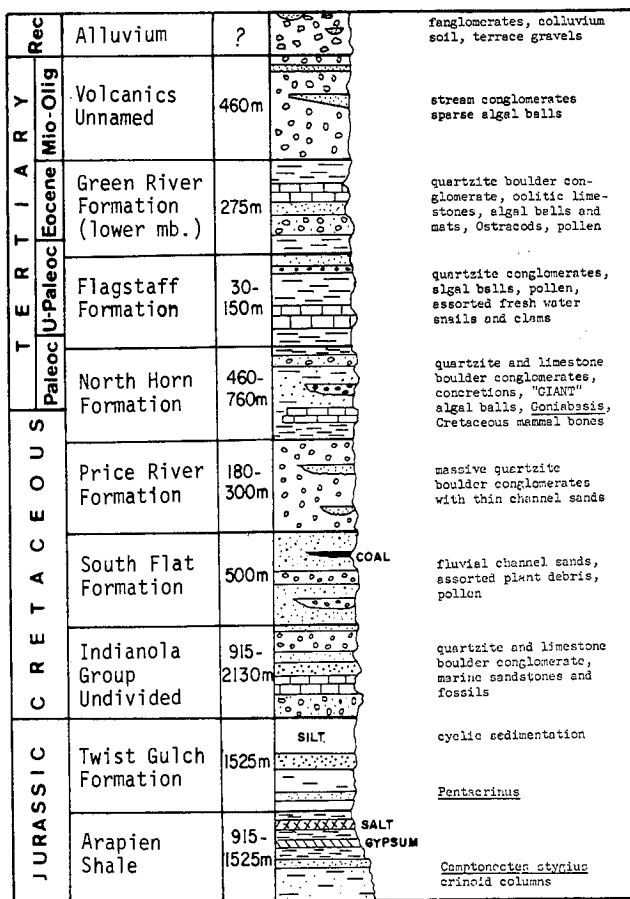 Rec
Alluvium
?
fanglomerates, colluvium
soil, terrace gravels
TERTIARY
Mio-Olig
Volcanics
Unnamed
460m
stream conglomerates
sparse algal balls
Eocene
Green River
Formation
(lower mb.)
275m
quartzite boulder con-
glomerate, oolitic lime-
stones, algal balls and
mats, Ostracods, pollen
U-Paleoc
Flagstaff
Formation
30-
150m
quartzite conglomerates,
algal balls, pollen,
assorted fresh water
snails and clams
Paleoc
North Horn
Formation
460-
760m
quartzite and limestone
boulder conglomerates,
concretions, "GIANT"
algal balls, Goniabasis,
Cretaceous mammal bones
CRETACEOUS
Price River
Formation
180-
300m
massive quartzite
boulder conglomerates
with thin channel sands
South Flat
Formation
500m
COAL
fluvial channel sands,
assorted plant debris,
pollen
Indianola
Group
Undivided
915-
2130m
quartzite and limestone
boulder conglomerate,
marine sandstones and
fossils
JURASSIC
Twist Gulch
Formation
1525m
SILT
cyclic sedimentation
Pentacrinus
Arapien
Shale
915-
1525m
SALT
GYPSUM
Camptonectes stygius
crinoid columns